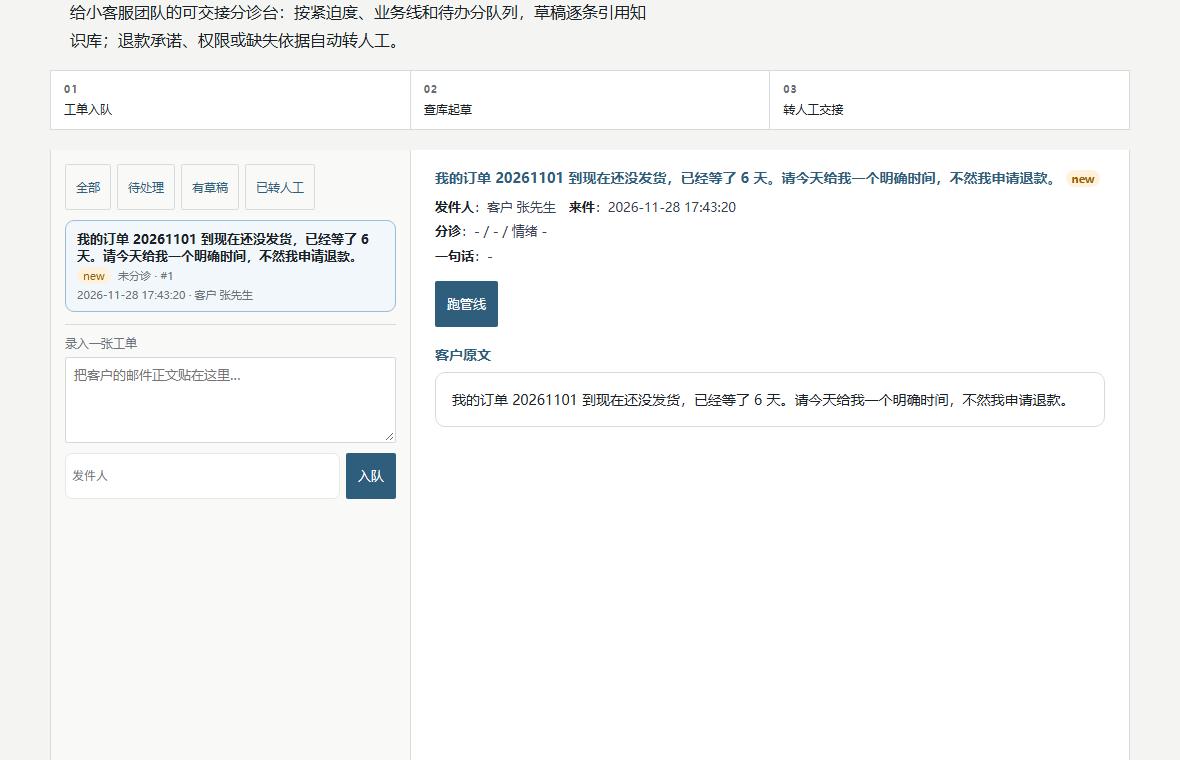 给小客服团队的可交接分诊台：按紧迫度、业务线和待办分队列，草稿逐条引用知
识库；退款承诺、权限或缺失依据自动转人工。
01
工单入队
02
查库起草
03
转人工交接
全部
待处理
有草稿
已转人工
我的订单 20261101 到现在还没发货，已经等了 6
天。请今天给我一个明确时间，不然我申请退款。
new 未分诊 · #1
2026-11-28 17:43:20 · 客户 张先生
录入一张工单
把客户的邮件正文贴在这里...
发件人
入队
我的订单 20261101 到现在还没发货，已经等了 6 天。请今天给我一个明确时间，不然我申请退款。 new
发件人：客户 张先生 来件：2026-11-28 17:43:20
分诊：- / - / 情绪 -
一句话：-
跑管线
客户原文
我的订单 20261101 到现在还没发货，已经等了 6 天。请今天给我一个明确时间，不然我申请退款。